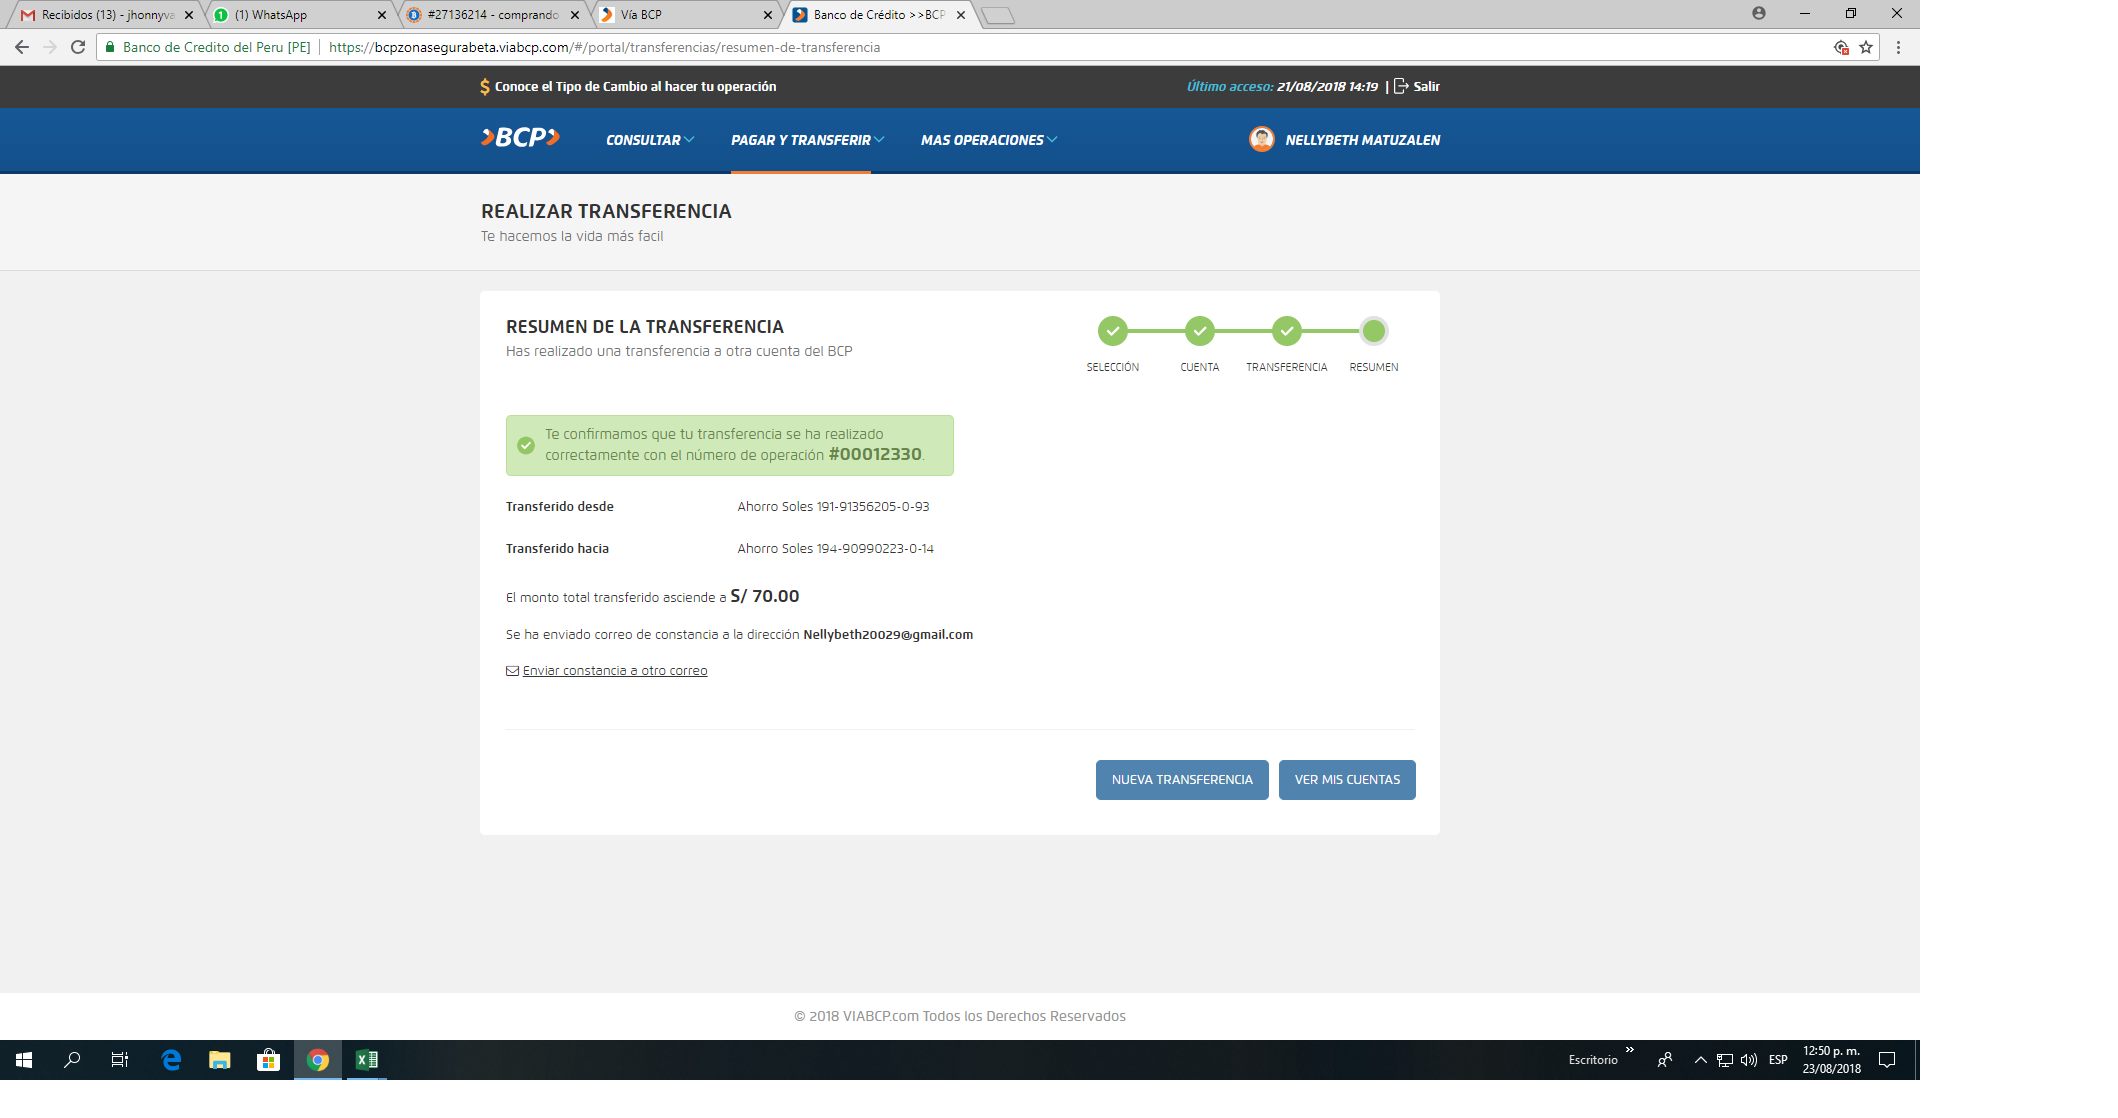 Recibidos (13) - jhonnyva
(1) WhatsApp
#27136214 - comprando
Vía BCP
Banco de Crédito >>BCP
Banco de Credito del Peru [PE]
https://bcpzonasegurabeta.viabcp.com/#/portal/transferencias/resumen-de-transferencia
$ Conoce el Tipo de Cambio al hacer tu operación
Último acceso: 21/08/2018 14:19 | Salir
BCP
CONSULTAR
PAGAR Y TRANSFERIR
MAS OPERACIONES
NELLYBETH MATUZALEN
REALIZAR TRANSFERENCIA
Te hacemos la vida más facil
RESUMEN DE LA TRANSFERENCIA
Has realizado una transferencia a otra cuenta del BCP
SELECCIÓN
CUENTA
TRANSFERENCIA
RESUMEN
Te confirmamos que tu transferencia se ha realizado
correctamente con el número de operación #00012330.
Transferido desde
Ahorro Soles 191-91356205-0-93
Transferido hacia
Ahorro Soles 194-90990223-0-14
El monto total transferido asciende a S/ 70.00
Se ha enviado correo de constancia a la dirección Nellybeth20029@gmail.com
Enviar constancia a otro correo
NUEVA TRANSFERENCIA
VER MIS CUENTAS
© 2018 VIABCP.com Todos los Derechos Reservados
Escritorio
ESP
12:50 p. m.
23/08/2018